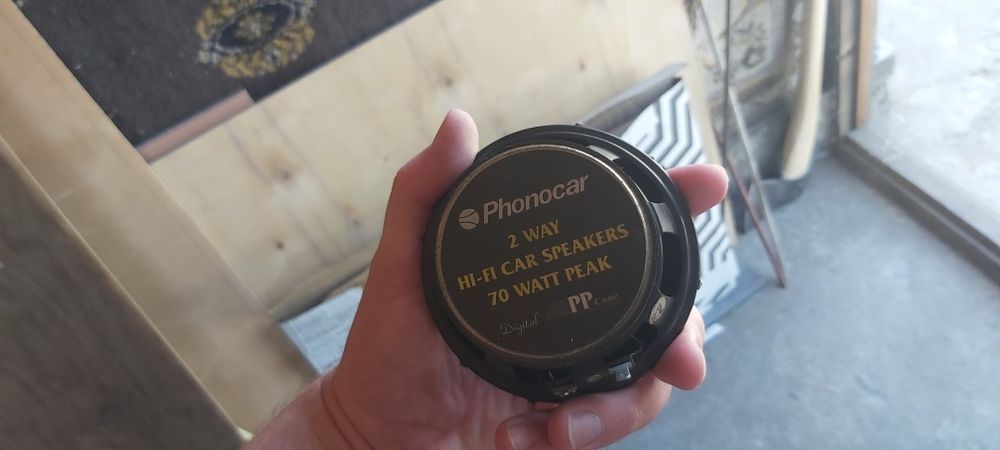 Phonocar
2 WAY
HI-FI CAR SPEAKERS
70 WATT PEAK
Digital PP Cone